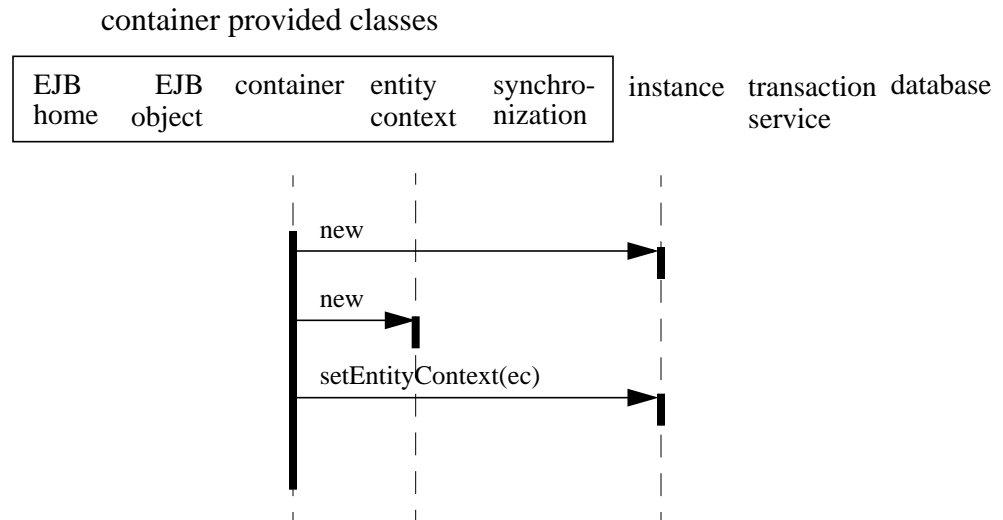 container provided classes
EJB home
EJB object
container
entity context
synchro-
nization
instance
transaction service
database
new
new
setEntityContext(ec)